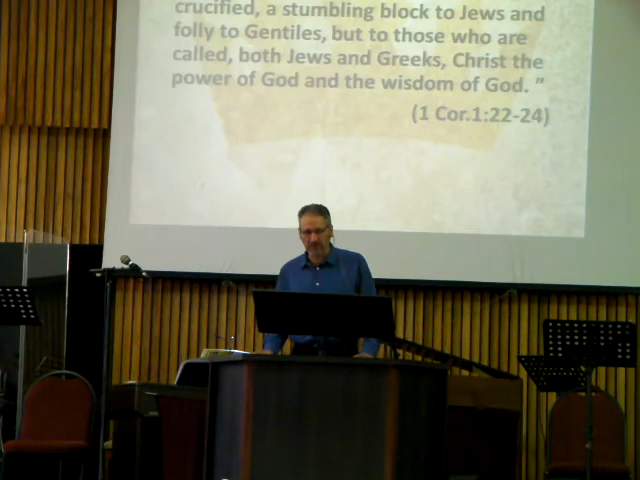 crucified, a stumbling block to Jews and
folly to Gentiles, but to those who are
called, both Jews and Greeks, Christ the
power of God and the wisdom of God. ”
(1 Cor.1:22-24)